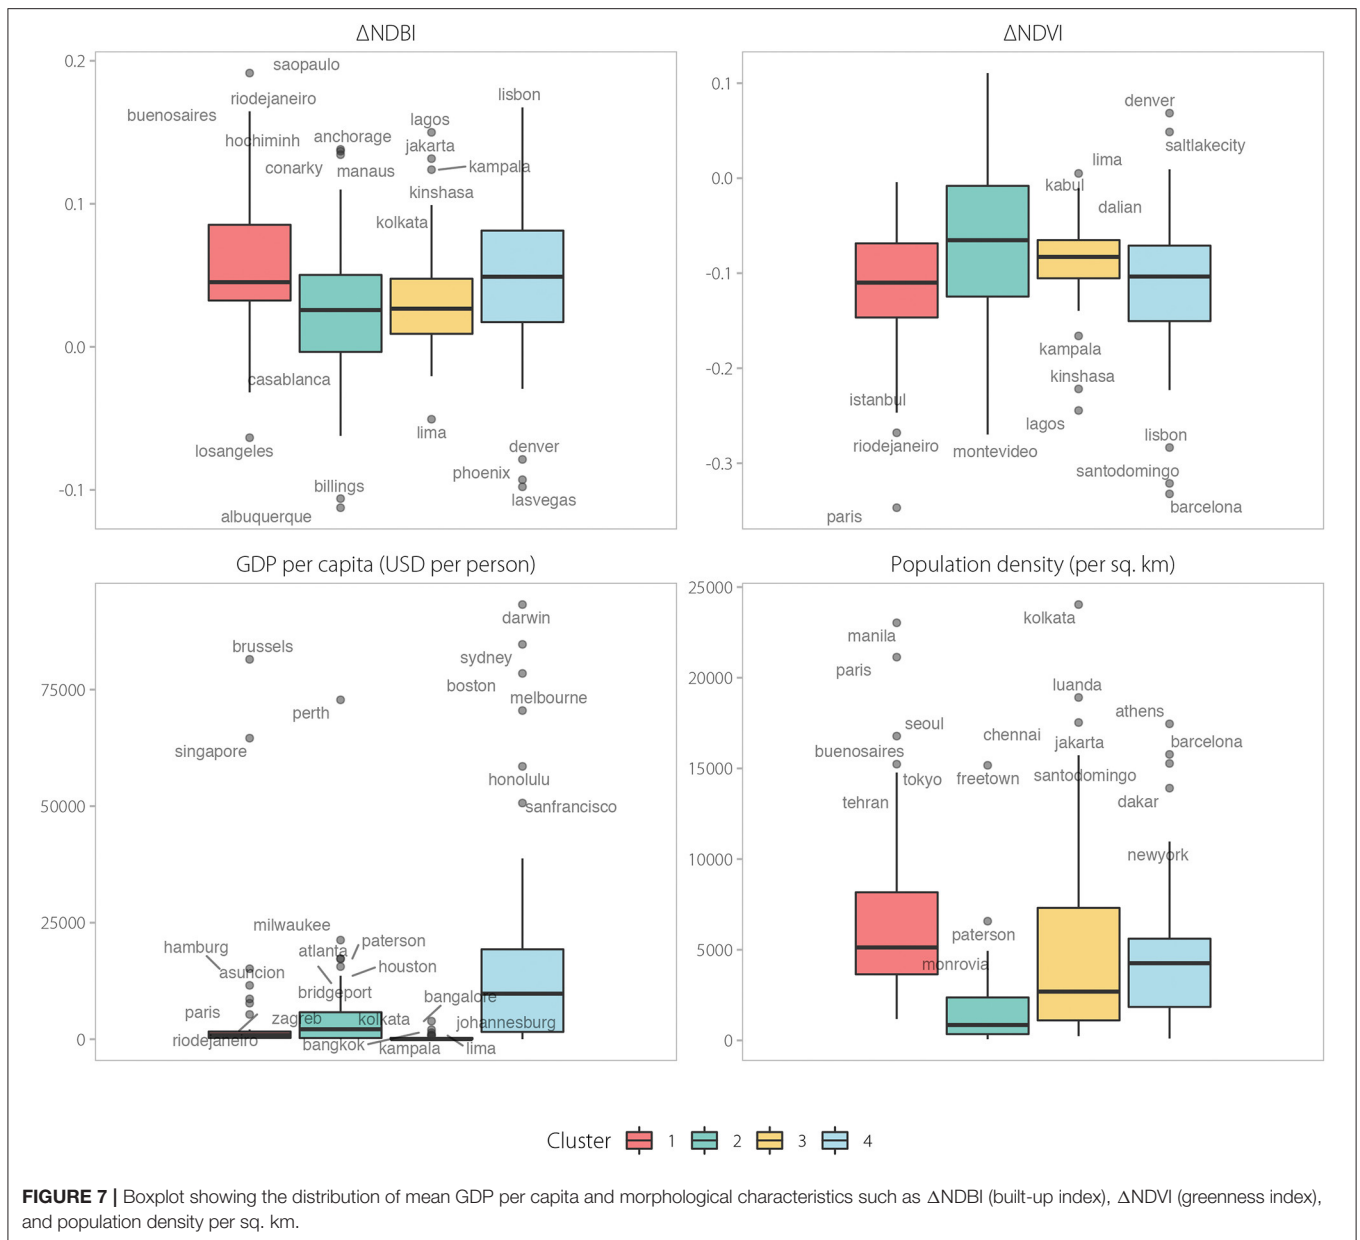 ΔNDBI
0.2
0.1
0.0
-0.1
saopaulo
riodejaneiro
buenosaires
hochiminh
anchorage
conarky
manaus
lagos
jakarta
kampala
kinshasa
kolkata
lisbon
casablanca
losangeles
lima
denver
phoenix
lasvegas
billings
albuquerque
ΔNDVI
0.1
0.0
-0.1
-0.2
-0.3
denver
saltlakecity
lima
kabul
dalian
kampala
kinshasa
lagos
istanbul
riodejaneiro
montevideo
lisbon
santodomingo
barcelona
paris
GDP per capita (USD per person)
75000
50000
25000
0
darwin
brussels
sydney
boston
melbourne
perth
singapore
honolulu
sanfrancisco
milwaukee
hamburg
atlanta
paterson
asuncion
houston
bridgeport
bangalore
paris
zagreb
kolkata
johannesburg
riodejaneiro
bangkok
kampala
lima
Population density (per sq. km)
25000
20000
15000
10000
5000
0
kolkata
manila
paris
luanda
athens
seoul
chennai
jakarta
barcelona
buenosaires
tokyo
freetown
santodomingo
tehran
dakar
newyork
paterson
monrovia
Cluster 1 2 3 4
FIGURE 7 | Boxplot showing the distribution of mean GDP per capita and morphological characteristics such as ΔNDBI (built-up index), ΔNDVI (greenness index),
and population density per sq. km.